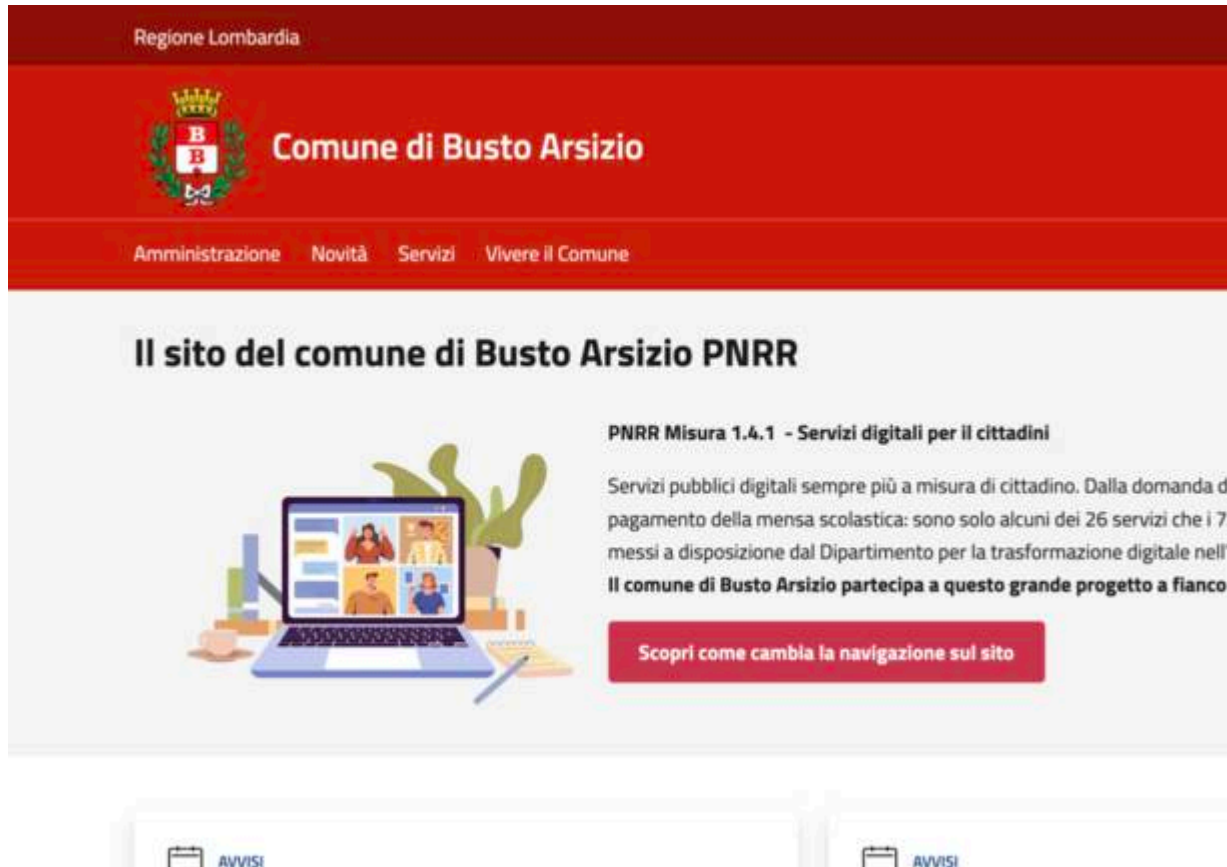 Regione Lombardia
B
B
Comune di Busto Arsizio
Amministrazione Novità Servizi Vivere il Comune
Il sito del comune di Busto Arsizio PNRR
PNRR Misura 1.4.1 - Servizi digitali per il cittadini
Servizi pubblici digitali sempre più a misura di cittadino. Dalla domanda d
pagamento della mensa scolastica: sono solo alcuni dei 26 servizi che i 7
messi a disposizione dal Dipartimento per la trasformazione digitale nell'
Il comune di Busto Arsizio partecipa a questo grande progetto a fianco
Scopri come cambia la navigazione sul sito
AVVISI
AVVISI